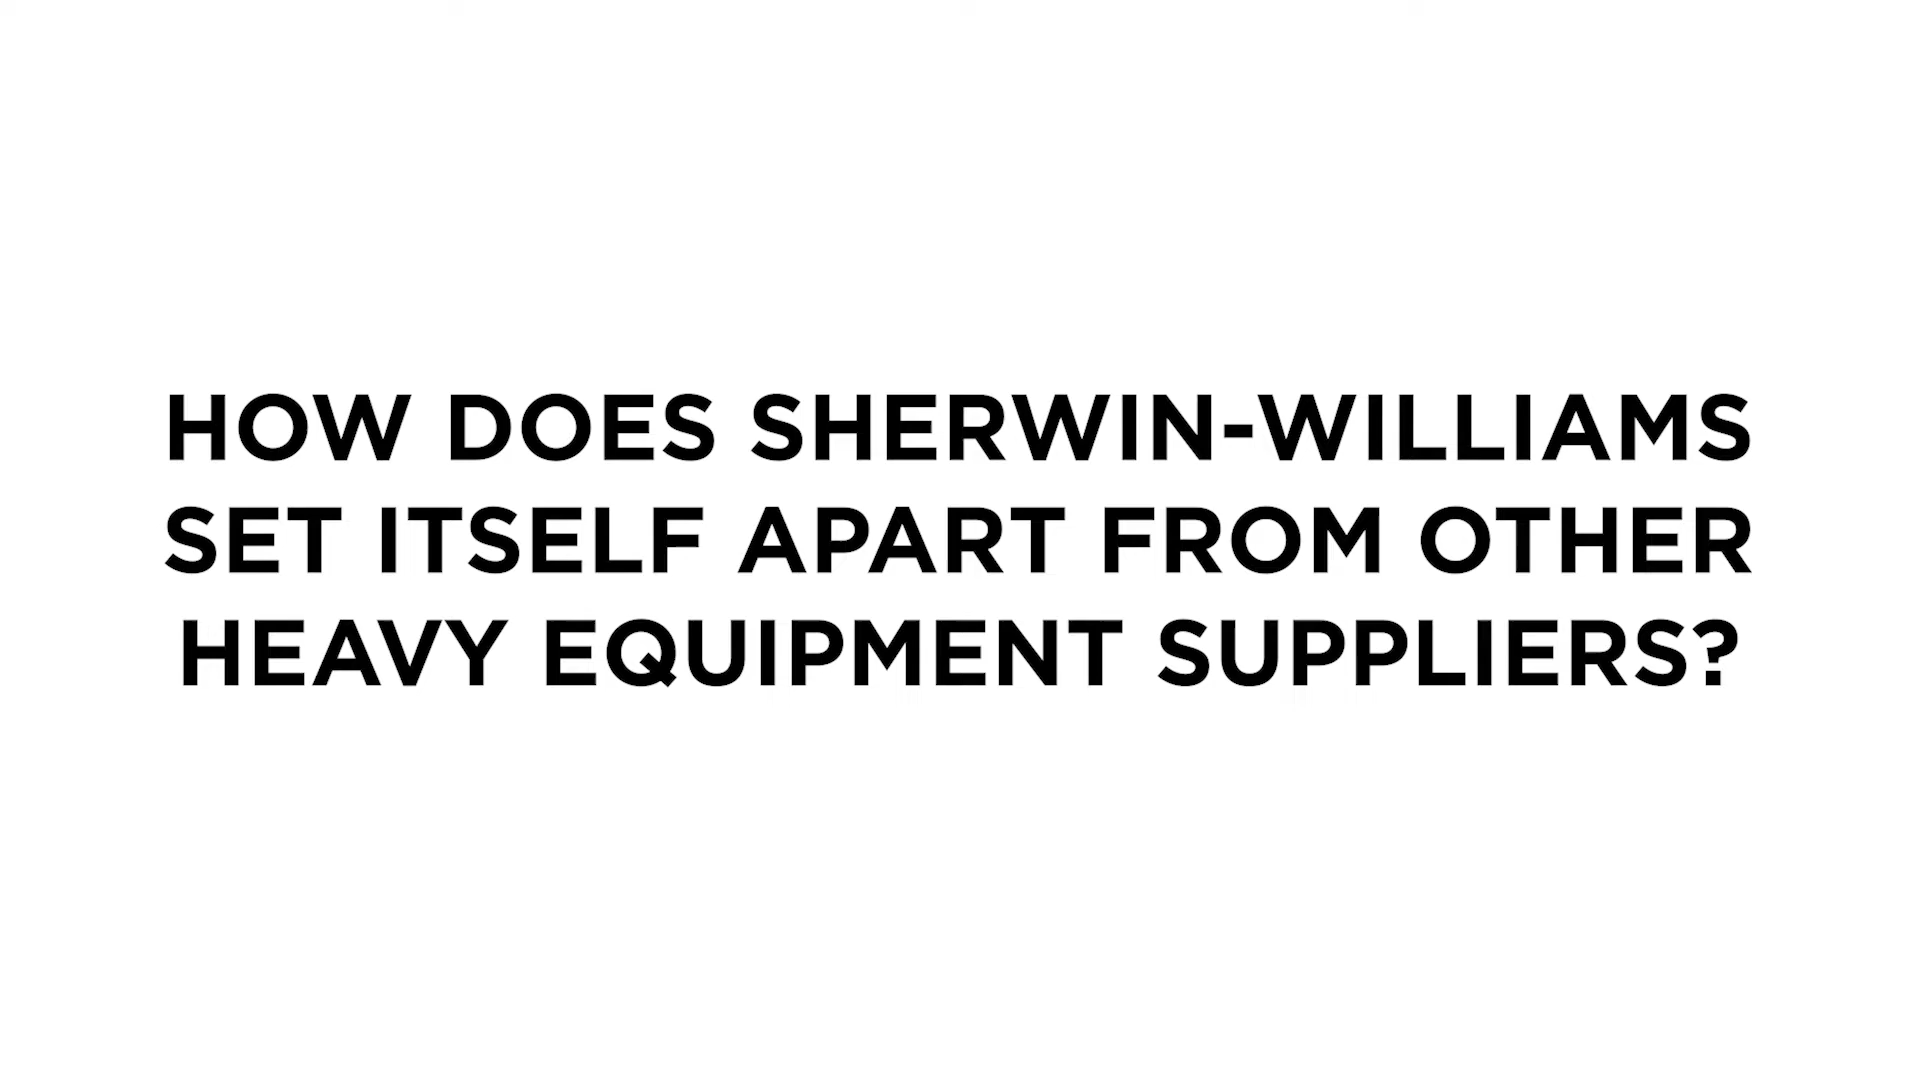 HOW DOES SHERWIN-WILLIAMS
SET ITSELF APART FROM OTHER
HEAVY EQUIPMENT SUPPLIERS?